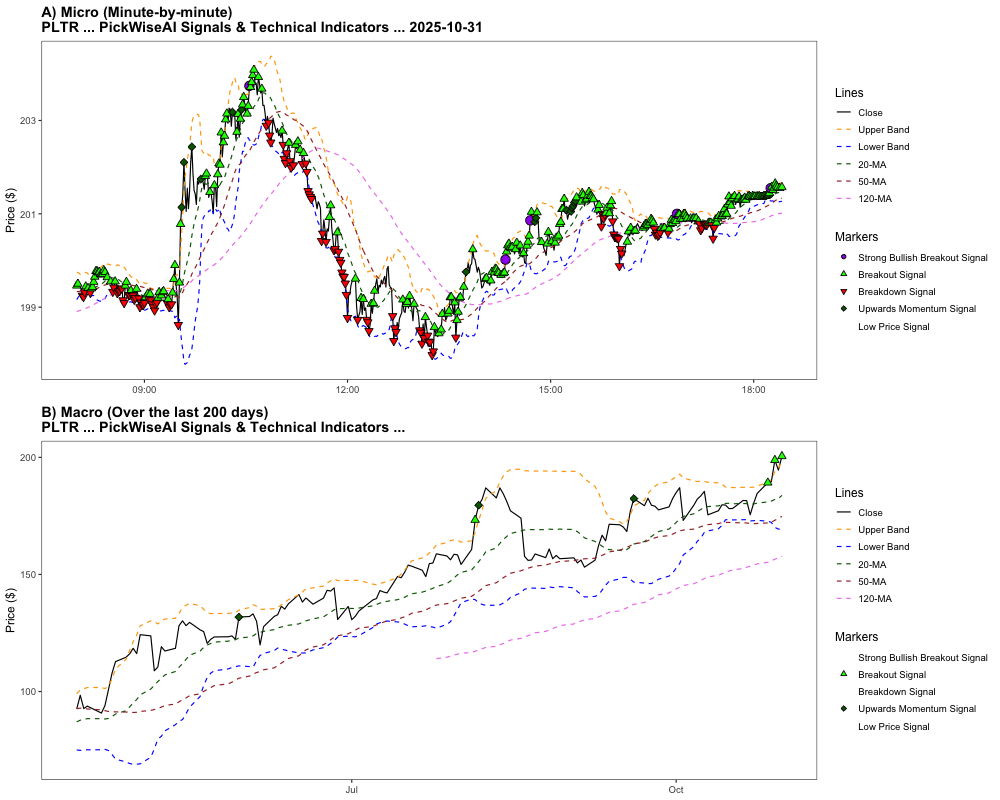 A) Micro (Minute-by-minute)
PLTR ... PickWiseAI Signals & Technical Indicators ... 2025-10-31
Price ($)
203
201
199
09:00
12:00
15:00
18:00
Lines
Close
Upper Band
Lower Band
20-MA
50-MA
120-MA
Markers
Strong Bullish Breakout Signal
Breakout Signal
Breakdown Signal
Upwards Momentum Signal
Low Price Signal
B) Macro (Over the last 200 days)
PLTR ... PickWiseAI Signals & Technical Indicators ...
Price ($)
200
150
100
Jul
Oct
Lines
Close
Upper Band
Lower Band
20-MA
50-MA
120-MA
Markers
Strong Bullish Breakout Signal
Breakout Signal
Breakdown Signal
Upwards Momentum Signal
Low Price Signal